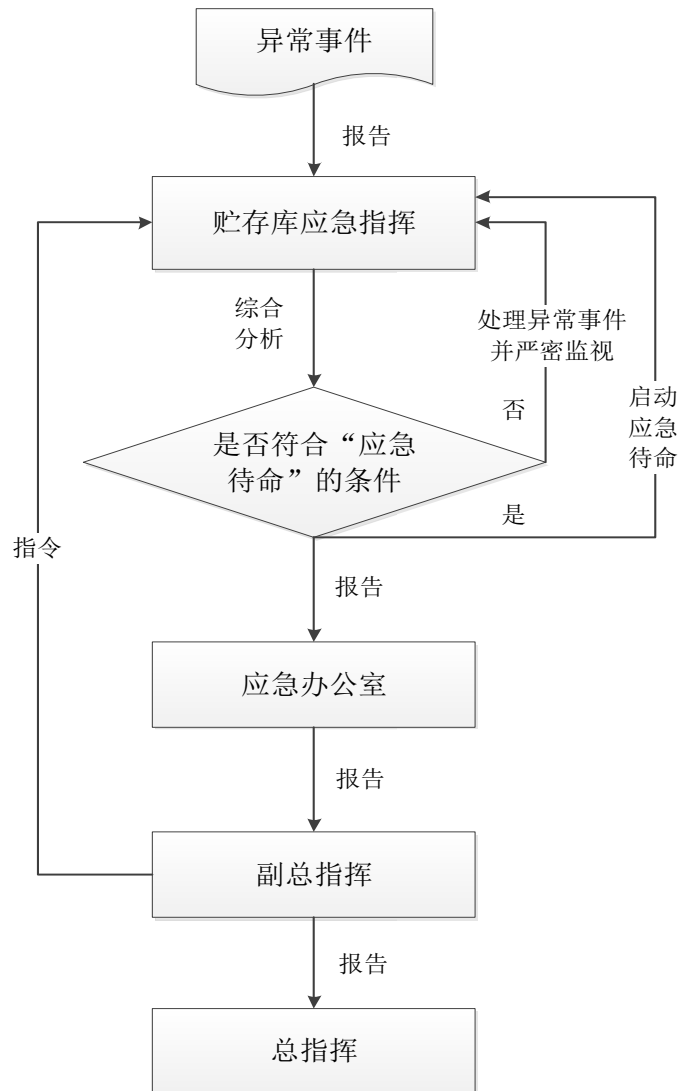 异常事件
报告
贮存库应急指挥
综合
分析
处理异常事件
并严密监视
否
启动
应急
待命
是否符合“应急
待命”的条件
是
指令
报告
应急办公室
报告
副总指挥
报告
总指挥